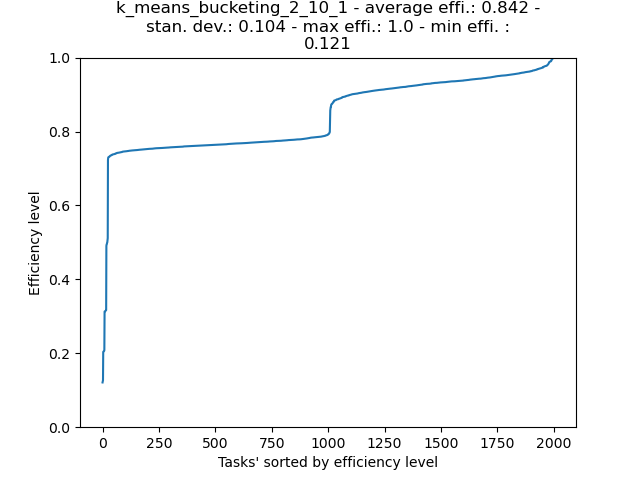 k_means_bucketing_2_10_1 - average effi.: 0.842 -
stan. dev.: 0.104 - max effi.: 1.0 - min effi. :
0.121
1.0
0.8
0.6
0.4
0.2
0.0
Efficiency level
0 250 500 750 1000 1250 1500 1750 2000
Tasks' sorted by efficiency level